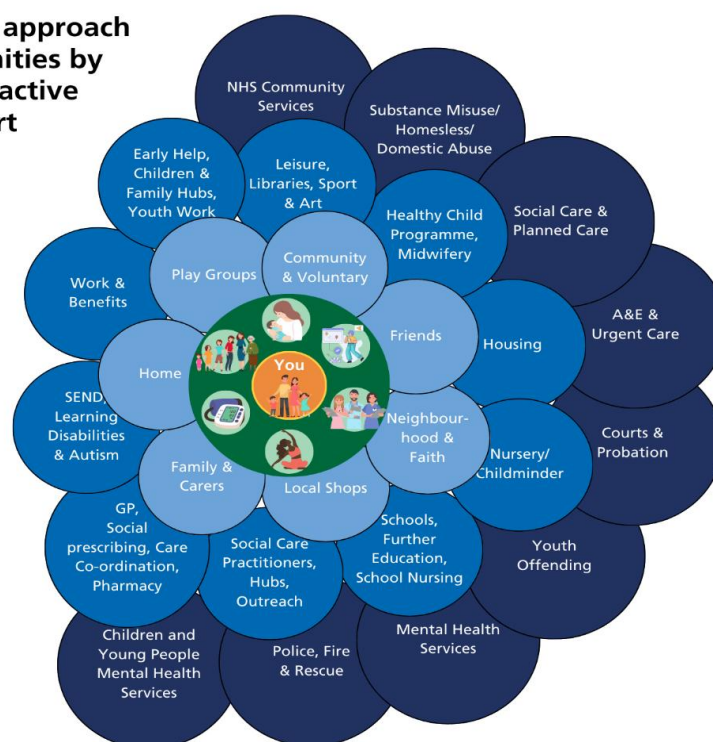 approach
nities by
active
rt
NHS Community
Services
Substance Misuse/
Homesless/
Domestic Abuse
Early Help,
Children &
Family Hubs,
Youth Work
Leisure,
Libraries, Sport
& Art
Healthy Child
Programme,
Midwifery
Social Care &
Planned Care
Work &
Benefits
Play Groups
Community
& Voluntary
Friends
Housing
A&E &
Urgent Care
Home
You
SEND,
Learning
Disabilities
& Autism
Neighbour-
hood &
Faith
Nursery/
Childminder
Courts &
Probation
Family &
Carers
Local Shops
GP,
Social
prescribing, Care
Co-ordination,
Pharmacy
Social Care
Practitioners,
Hubs,
Outreach
Schools,
Further
Education,
School Nursing
Youth
Offending
Children and
Young People
Mental Health
Services
Police, Fire
& Rescue
Mental Health
Services